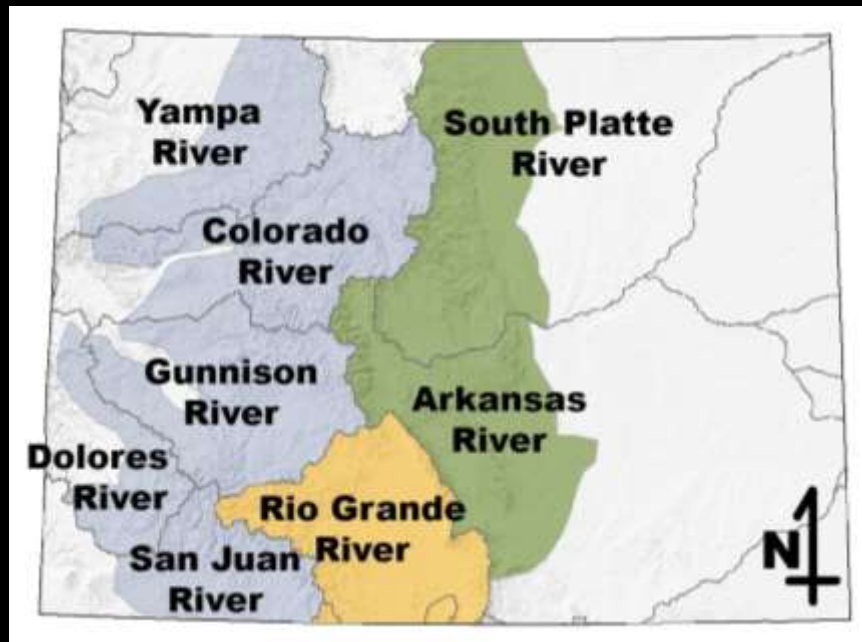 Yampa
River
South Platte
River
Colorado
River
Gunnison
River
Arkansas
River
Dolores
River
Rio Grande
River
San Juan
River
N